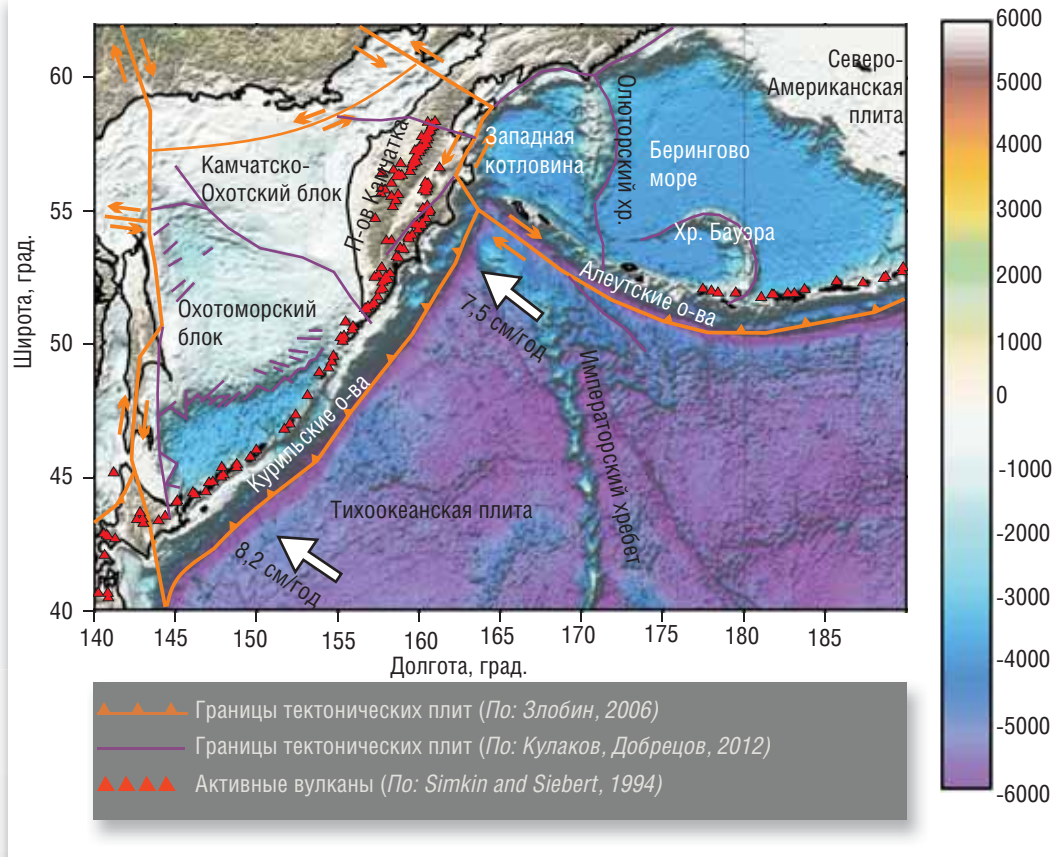 6000
5000
4000
3000
2000
1000
0
-1000
-2000
-3000
-4000
-5000
-6000
60
55
50
45
40
Широта, град.
140
145
150
155
160
165
170
175
180
185
Долгота, град.
Северо-
Американская
плита
Камчатско-
Охотский блок
П-ов Камчатка
Западная
котловина
Олюторский хр.
Берингово
море
Хр. Бауэра
Алеутские о-ва
Охотоморский
блок
7,5 см/год
Курильские о-ва
Императорский хребет
Тихоокеанская плита
8,2 см/год
Границы тектонических плит (По: Злобин, 2006)
Границы тектонических плит (По: Кулаков, Добрецов, 2012)
Активные вулканы (По: Simkin and Siebert, 1994)